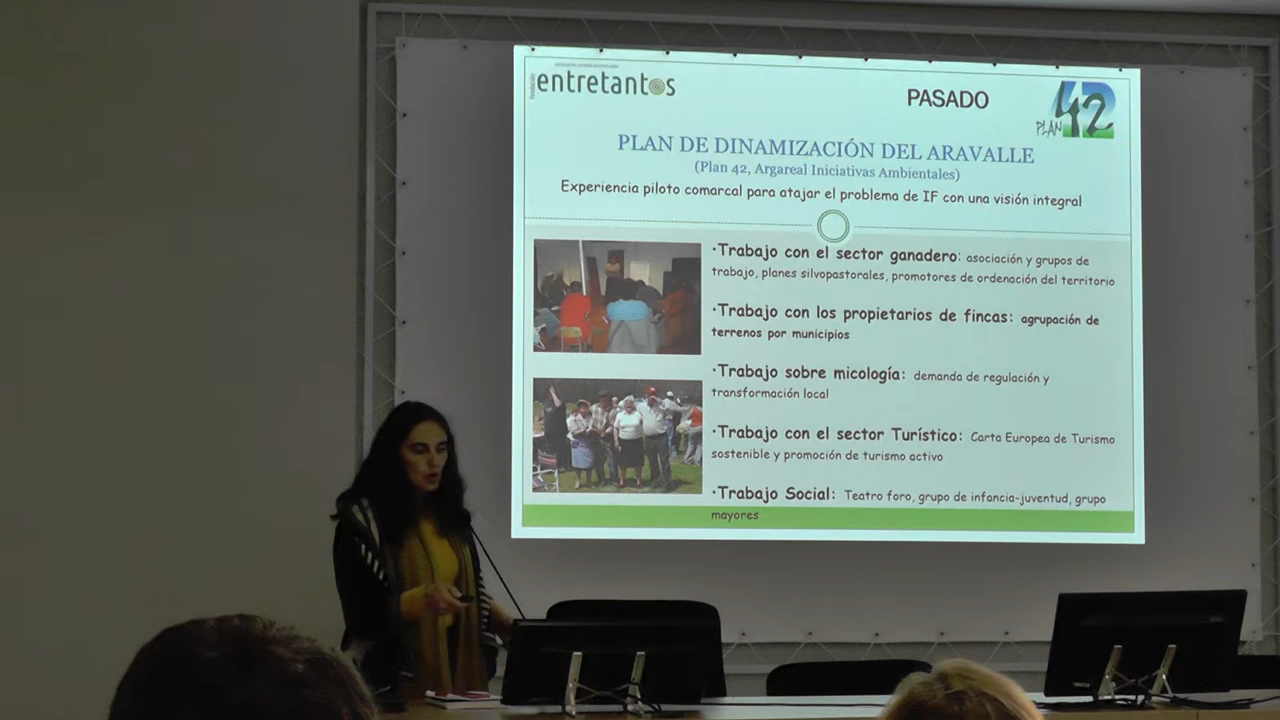 Fundación
entretantos
PASADO
PLAN 42
PLAN DE DINAMIZACIÓN DEL ARAVALLE
(Plan 42, Argareal Iniciativas Ambientales)
Experiencia piloto comarcal para atajar el problema de IF con una visión integral
·Trabajo con el sector ganadero: asociación y grupos de
trabajo, planes silvopastorales, promotores de ordenación del territorio
·Trabajo con los propietarios de fincas: agrupación de
terrenos por municipios
·Trabajo sobre micología: demanda de regulación y
transformación local
·Trabajo con el sector Turístico: Carta Europea de Turismo
sostenible y promoción de turismo activo
·Trabajo Social: Teatro foro, grupo de infancia-juventud, grupo
mayores